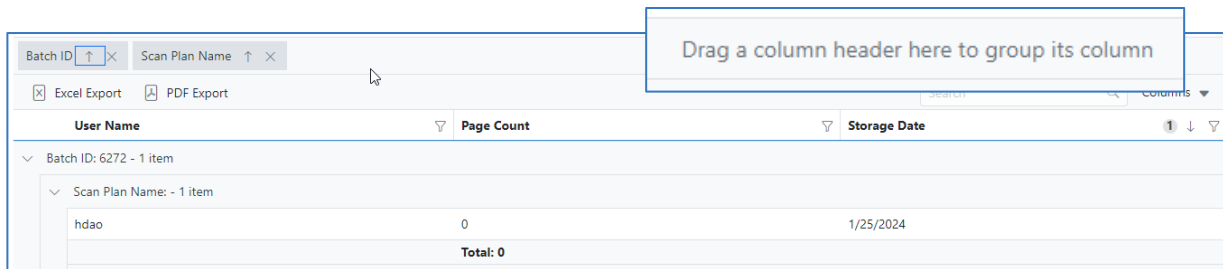 Drag a column header here to group its column
Batch ID Scan Plan Name
Excel Export PDF Export Search Columns
User Name Page Count Storage Date 1
Batch ID: 6272 - 1 item
Scan Plan Name: - 1 item
hdao 0 1/25/2024
Total: 0